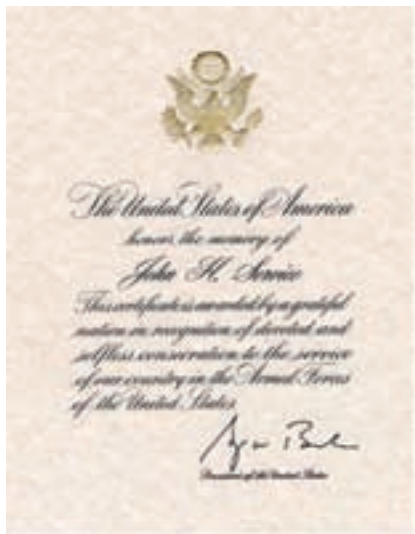 The United States of America
honors the memory of
John H. Service
This certificate is awarded by a grateful
nation in recognition of devoted and
selfless consecration to the service
of our country in the Armed Forces
of the United States
President of the United States